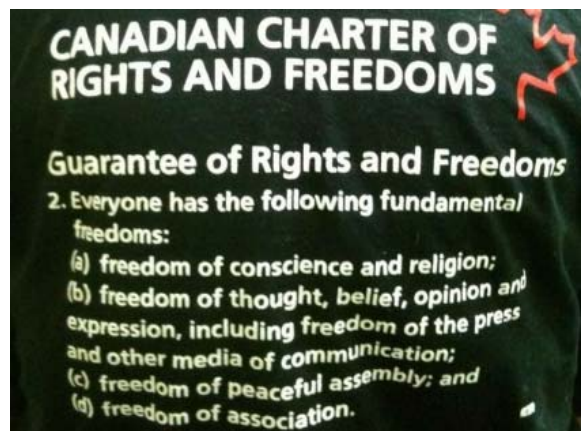 CANADIAN CHARTER OF
RIGHTS AND FREEDOMS
Guarantee of Rights and Freedoms
2. Everyone has the following fundamental
freedoms:
(a) freedom of conscience and religion;
(b) freedom of thought, belief, opinion and
expression, including freedom of the press
and other media of communication;
(c) freedom of peaceful assembly; and
(d) freedom of association.